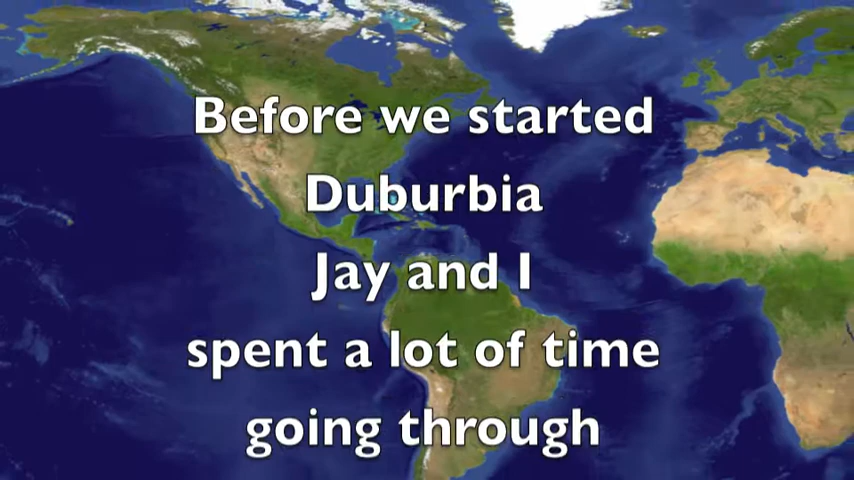 Before we started
Duburbia
Jay and I
spent a lot of time
going through